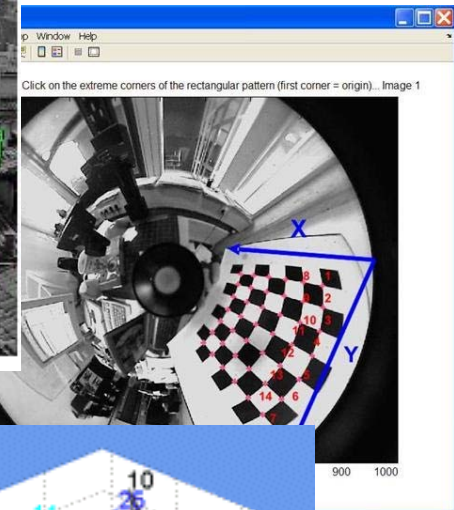 Window Help
Click on the extreme corners of the rectangular pattern (first corner = origin)... Image 1
X
8 1
2
10 3
11 4
Y
12
5
14 6
7
900 1000
10
25